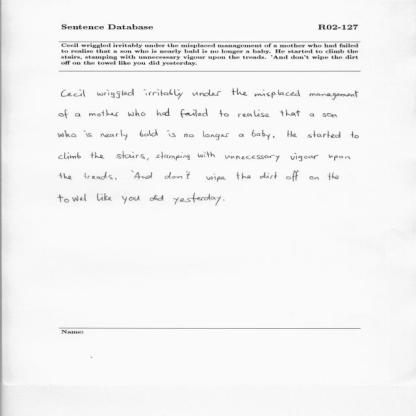 Sentence Database R02-127
Cecil wriggled irritably under the misplaced management of a mother who had failed
to realise that a son who is nearly bald is no longer a baby. He started to climb the
stairs, stamping with unnecessary vigour upon the treads. 'And don't wipe the dirt
off on the towel like you did yesterday.
Cecil wriggled irritably under the misplaced management
of a mother who had failed to realise that a son
who is nearly bald is no longer a baby. He started to
climb the stairs, stamping with unnecessary vigour upon
the treads. 'And don't wipe the dirt off on the
towel like you did yesterday.
Name: